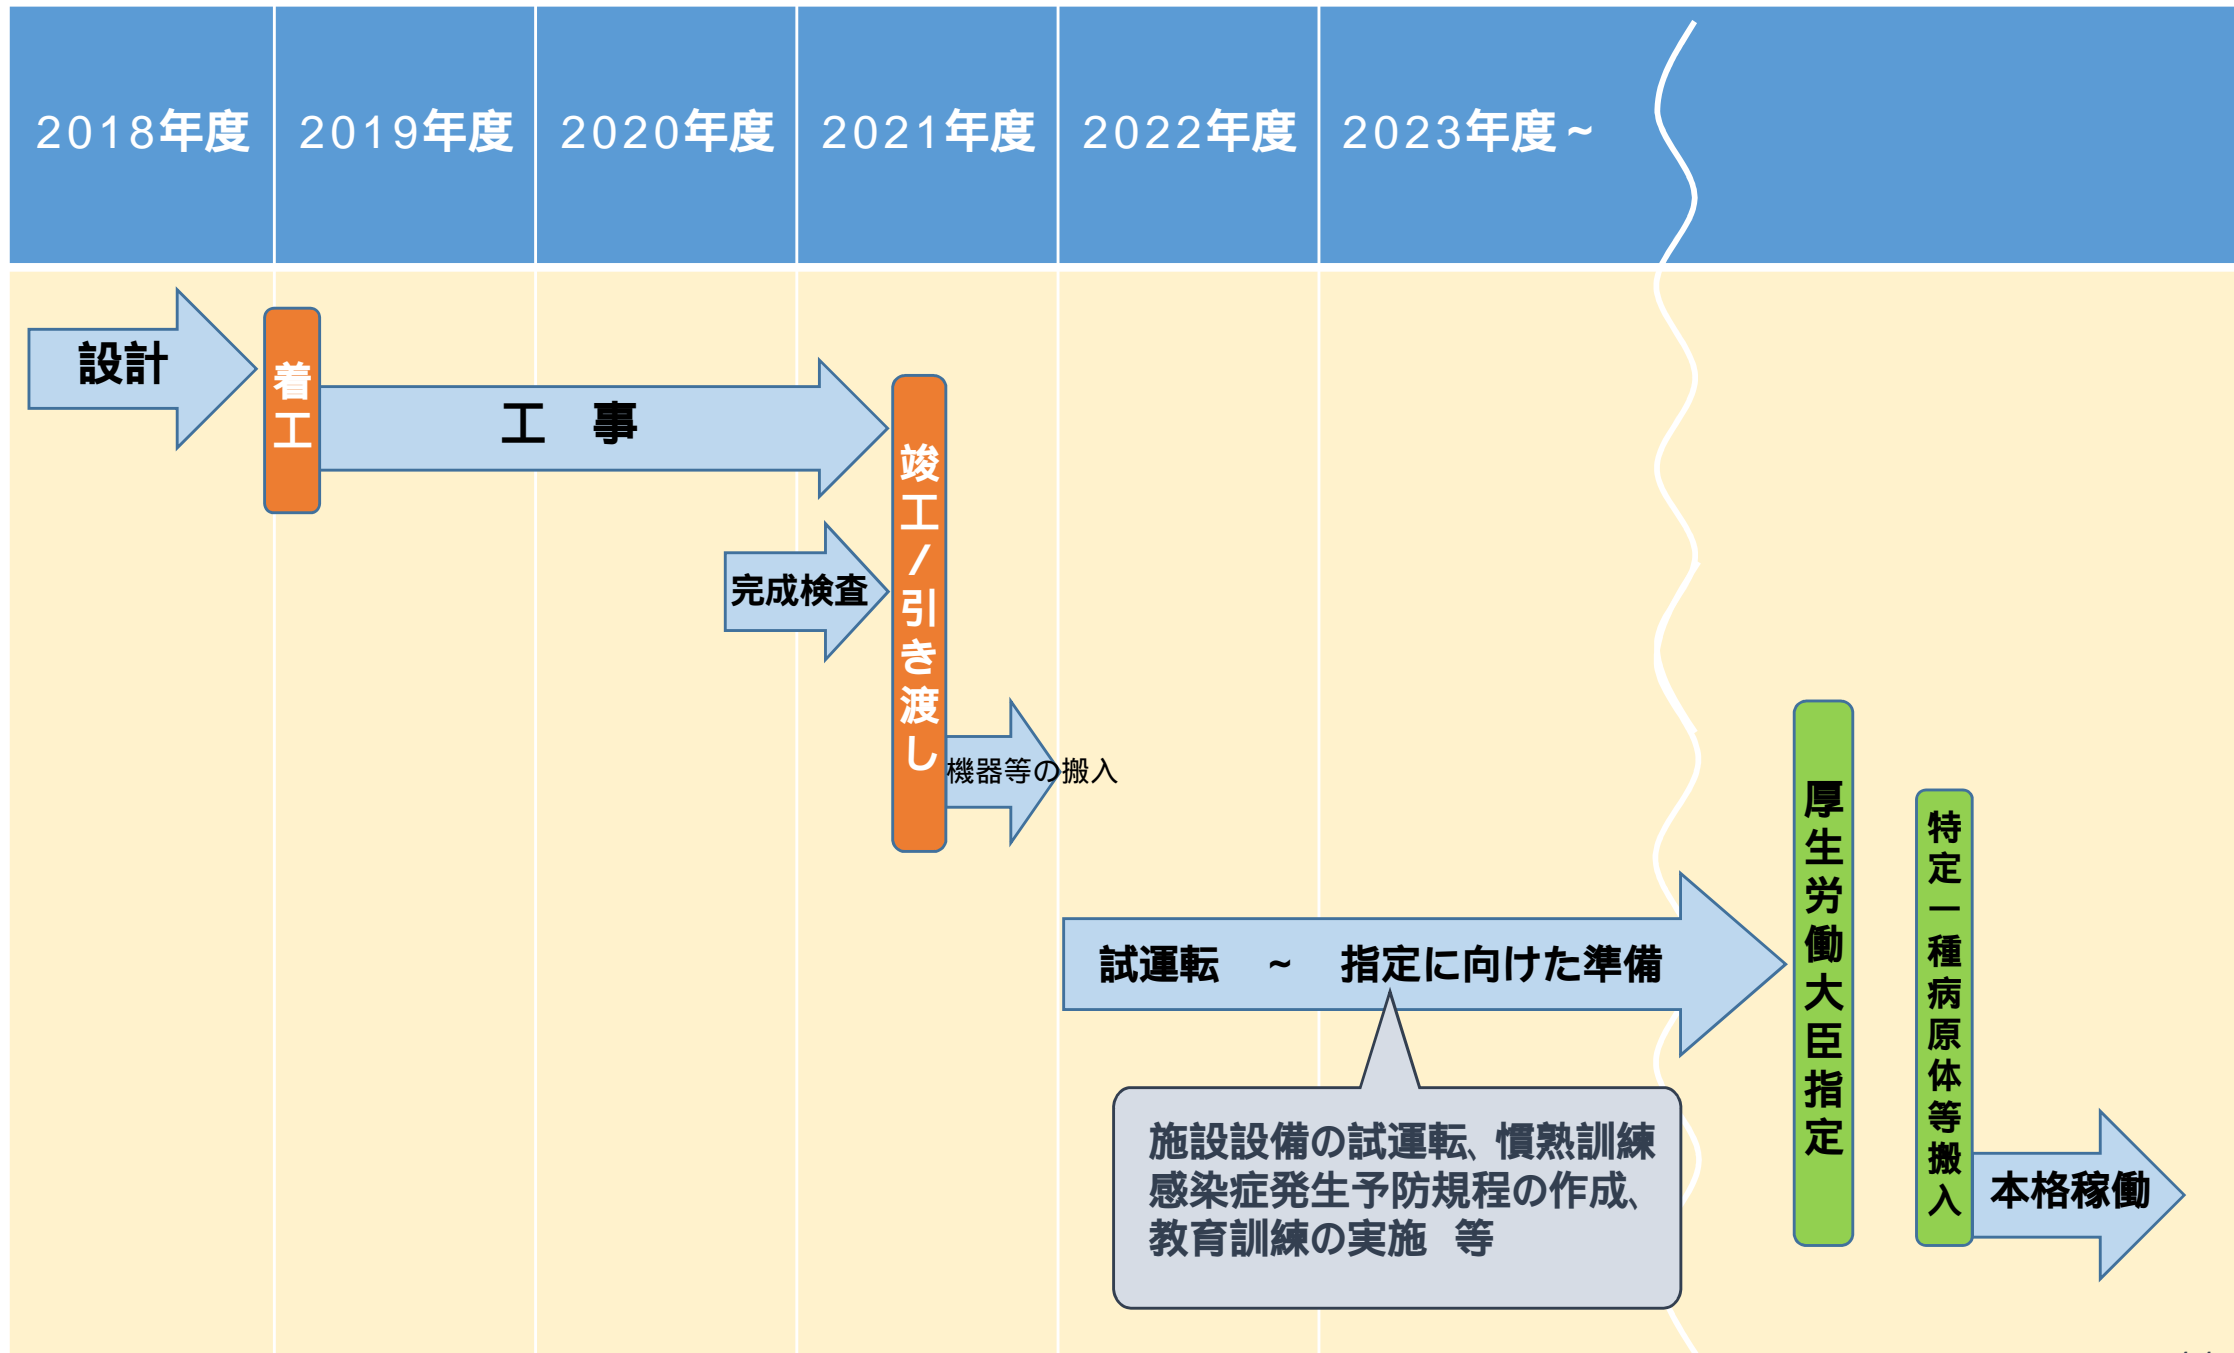 2018年度 2019年度 2020年度 2021年度 2022年度 2023年度~
設計
着工
工 事
完成検査
竣工/引き渡し
機器等の搬入
試運転 ~ 指定に向けた準備
施設設備の試運転、慣熟訓練
感染症発生予防規程の作成、
教育訓練の実施 等
厚生労働大臣指定
特定一種病原体等搬入
本格稼働